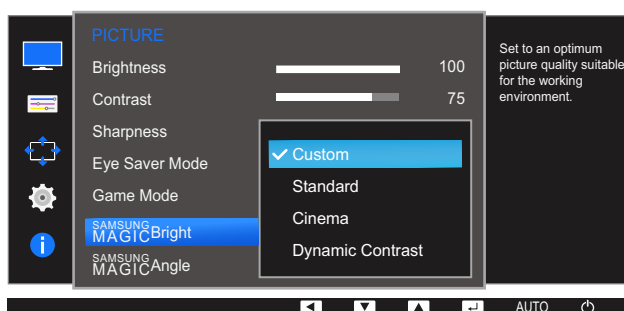 PICTURE
Brightness 100
Contrast 75
Sharpness
Eye Saver Mode
Game Mode
SAMSUNG
MAGICBright
SAMSUNG
MAGICAngle
Custom
Standard
Cinema
Dynamic Contrast
Set to an optimum
picture quality suitable
for the working
environment.
AUTO